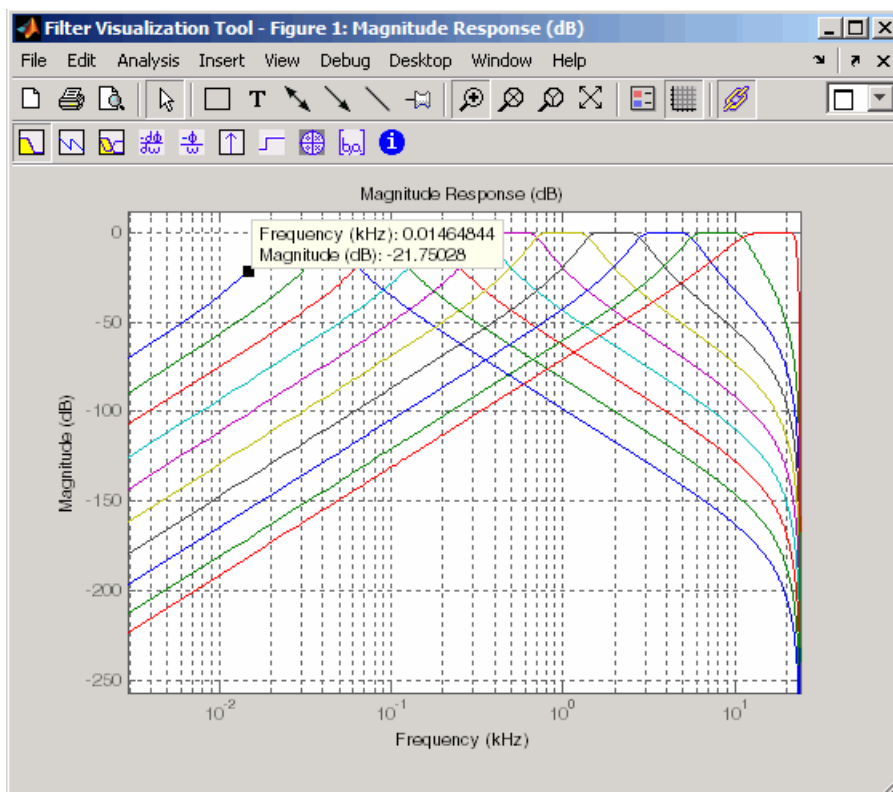 Filter Visualization Tool - Figure 1: Magnitude Response (dB)
File Edit Analysis Insert View Debug Desktop Window Help
T
-dΦ
dω
-Φ
ω
[b,a]
i
Magnitude Response (dB)
Frequency (kHz): 0.01464844
Magnitude (dB): -21.75028
0
-50
-100
-150
-200
-250
Magnitude (dB)
10^-2 10^-1 10^0 10^1
Frequency (kHz)